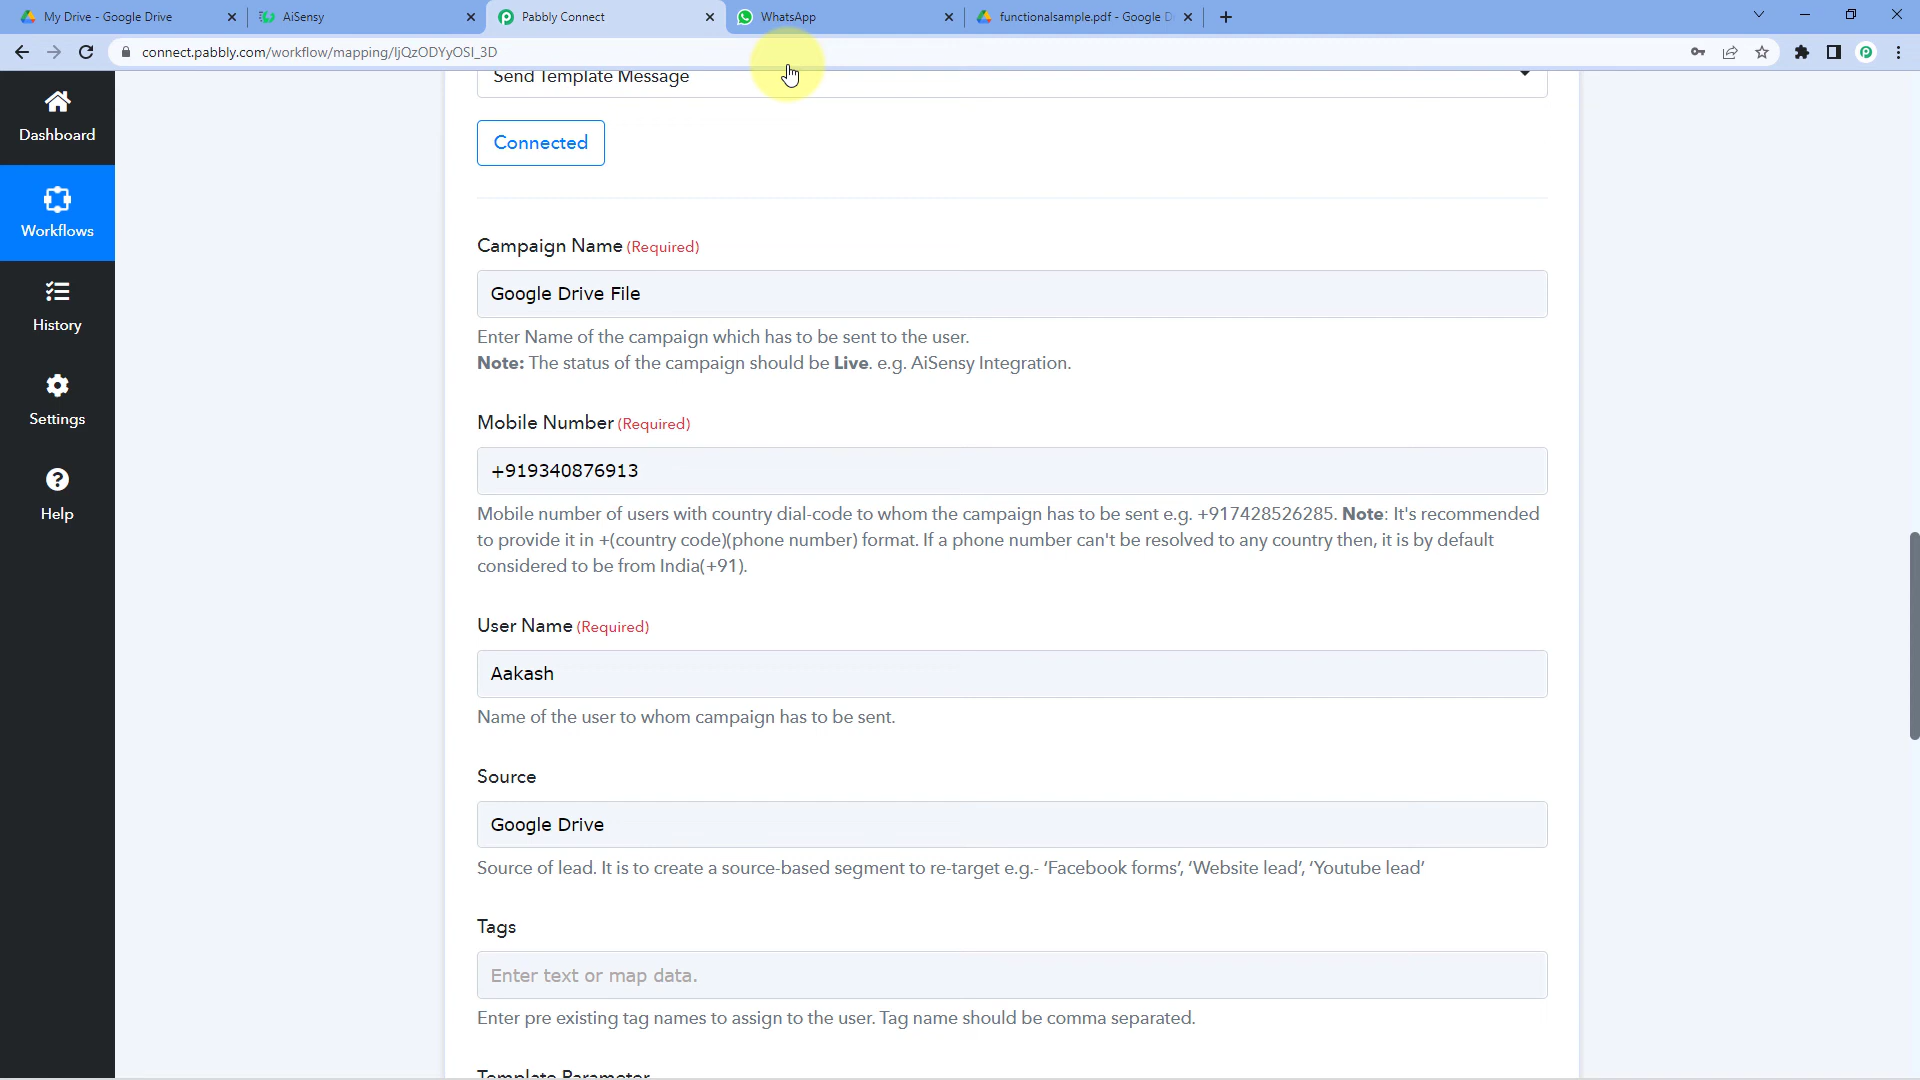 My Drive - Google Drive
AiSensy
Pabbly Connect
WhatsApp
functionalsample.pdf - Google D
connect.pabbly.com/workflow/mapping/IjQzODYyOSI_3D
Send Template Message
Connected
Dashboard
Workflows
History
Settings
Help
Campaign Name (Required)
Google Drive File
Enter Name of the campaign which has to be sent to the user.
Note: The status of the campaign should be Live. e.g. AiSensy Integration.
Mobile Number (Required)
+919340876913
Mobile number of users with country dial-code to whom the campaign has to be sent e.g. +917428526285. Note: It's recommended
to provide it in +(country code)(phone number) format. If a phone number can't be resolved to any country then, it is by default
considered to be from India(+91).
User Name (Required)
Aakash
Name of the user to whom campaign has to be sent.
Source
Google Drive
Source of lead. It is to create a source-based segment to re-target e.g.- ‘Facebook forms’, ‘Website lead’, ‘Youtube lead’
Tags
Enter text or map data.
Enter pre existing tag names to assign to the user. Tag name should be comma separated.
Template Parameter